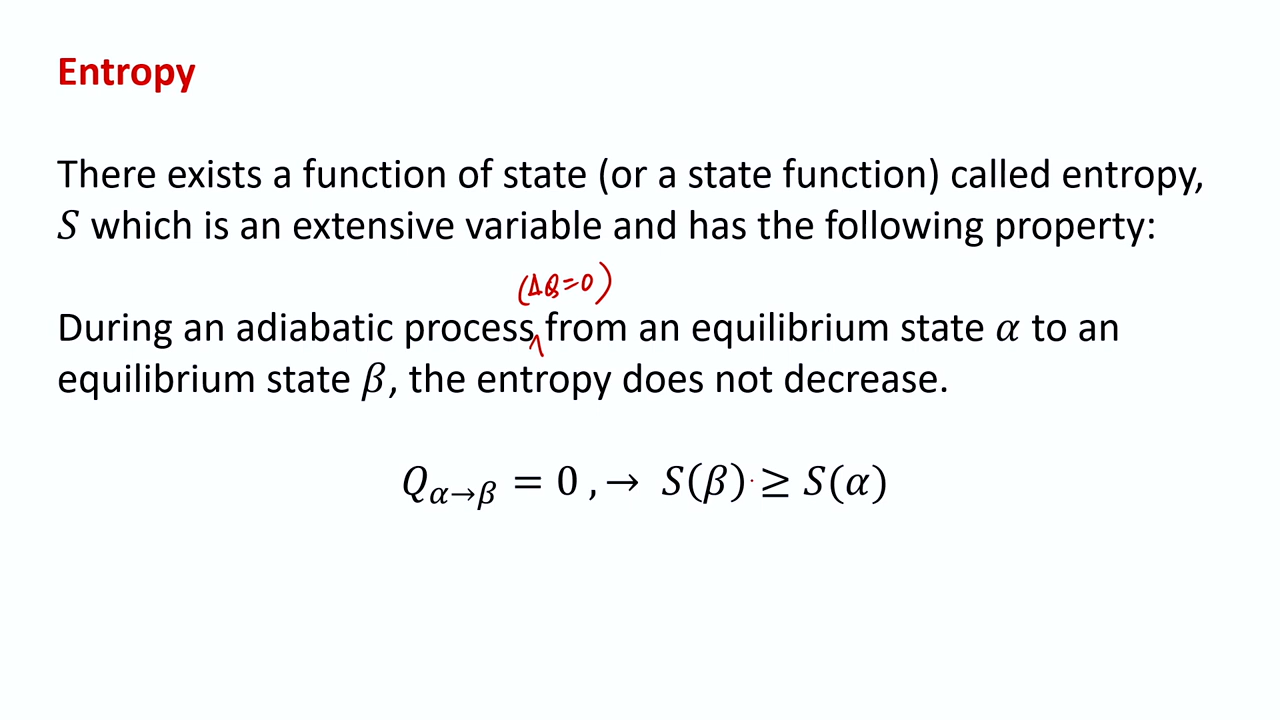 Entropy
There exists a function of state (or a state function) called entropy,
𝑆 which is an extensive variable and has the following property:
(ΔQ=0)
During an adiabatic process from an equilibrium state 𝛼 to an
equilibrium state 𝛽, the entropy does not decrease.
𝑄𝛼→𝛽 = 0 , → 𝑆(𝛽) ≥ 𝑆(𝛼)